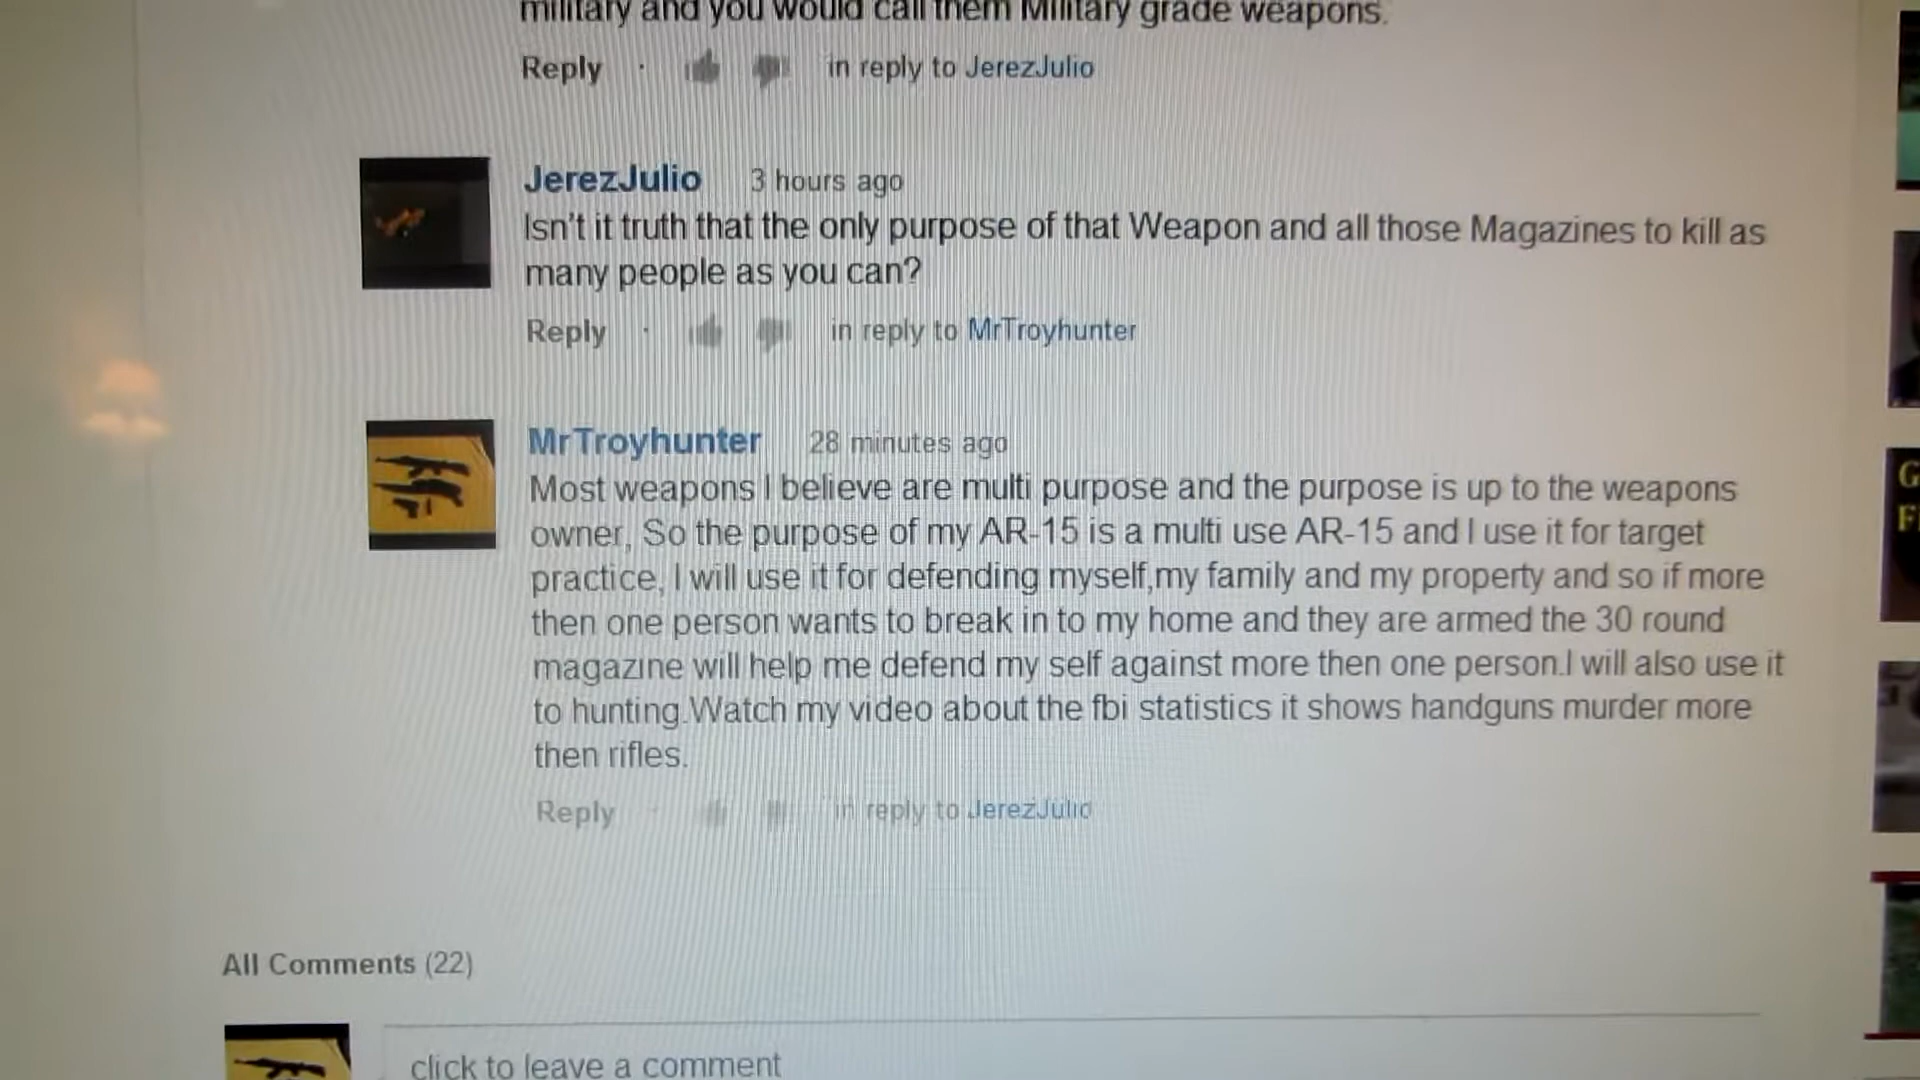 military and you would call them Military grade weapons.
Reply · in reply to JerezJulio
JerezJulio 3 hours ago
Isn't it truth that the only purpose of that Weapon and all those Magazines to kill as
many people as you can?
Reply · in reply to MrTroyhunter
MrTroyhunter 28 minutes ago
Most weapons I believe are multi purpose and the purpose is up to the weapons
owner, So the purpose of my AR-15 is a multi use AR-15 and I use it for target
practice, I will use it for defending myself,my family and my property and so if more
then one person wants to break in to my home and they are armed the 30 round
magazine will help me defend my self against more then one person.I will also use it
to hunting.Watch my video about the fbi statistics it shows handguns murder more
then rifles.
Reply · in reply to JerezJulio
All Comments (22)
click to leave a comment
G
F